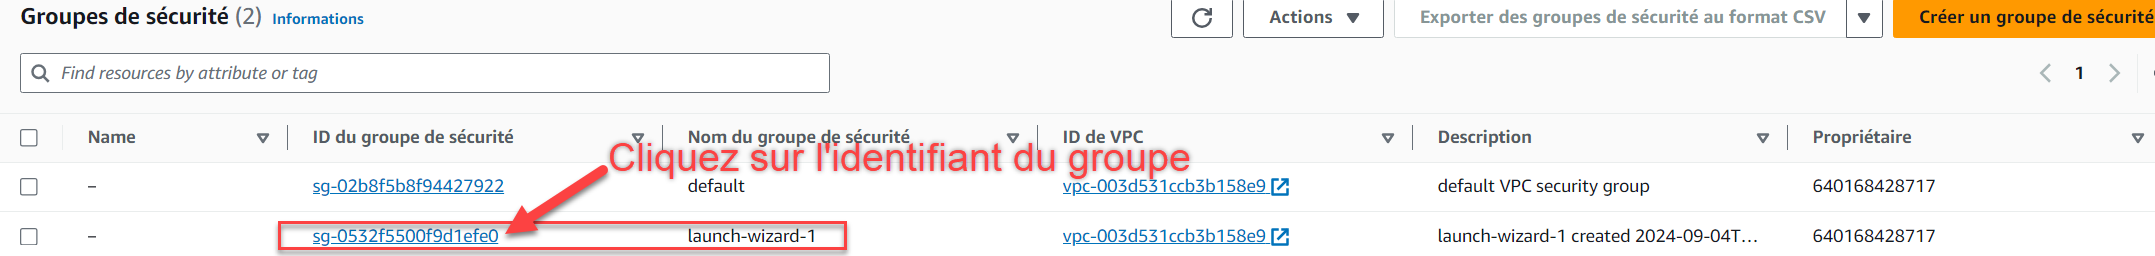 Groupes de sécurité (2) Informations
Actions
Exporter des groupes de sécurité au format CSV
Créer un groupe de sécurité
Find resources by attribute or tag
1
Name ID du groupe de sécurité Nom du groupe de sécurité ID de VPC Description Propriétaire
Cliquez sur l'identifiant du groupe
– sg-02b8f5b8f94427922 default vpc-003d531ccb3b158e9 default VPC security group 640168428717
– sg-0532f5500f9d1efe0 launch-wizard-1 vpc-003d531ccb3b158e9 launch-wizard-1 created 2024-09-04T… 640168428717